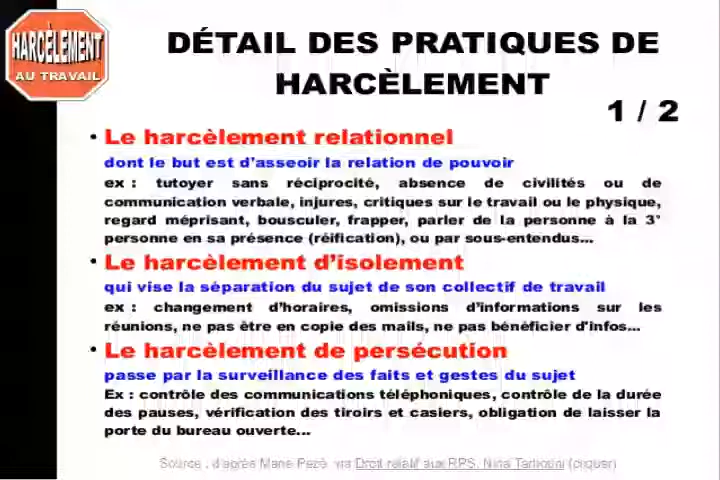 HARCÈLEMENT
AU TRAVAIL
DÉTAIL DES PRATIQUES DE
HARCÈLEMENT
1 / 2
• Le harcèlement relationnel
dont le but est d'asseoir la relation de pouvoir
ex : tutoyer sans réciprocité, absence de civilités ou de
communication verbale, injures, critiques sur le travail ou le physique,
regard méprisant, bousculer, frapper, parler de la personne à la 3°
personne en sa présence (réification), ou par sous-entendus...
• Le harcèlement d'isolement
qui vise la séparation du sujet de son collectif de travail
ex : changement d'horaires, omissions d'informations sur les
réunions, ne pas être en copie des mails, ne pas bénéficier d'infos...
• Le harcèlement de persécution
passe par la surveillance des faits et gestes du sujet
Ex : contrôle des communications téléphoniques, contrôle de la durée
des pauses, vérification des tiroirs et casiers, obligation de laisser la
porte du bureau ouverte...
Source : d'après Marie Pezé via Droit relatif aux RPS, Nina Tarhouni (cliquer)